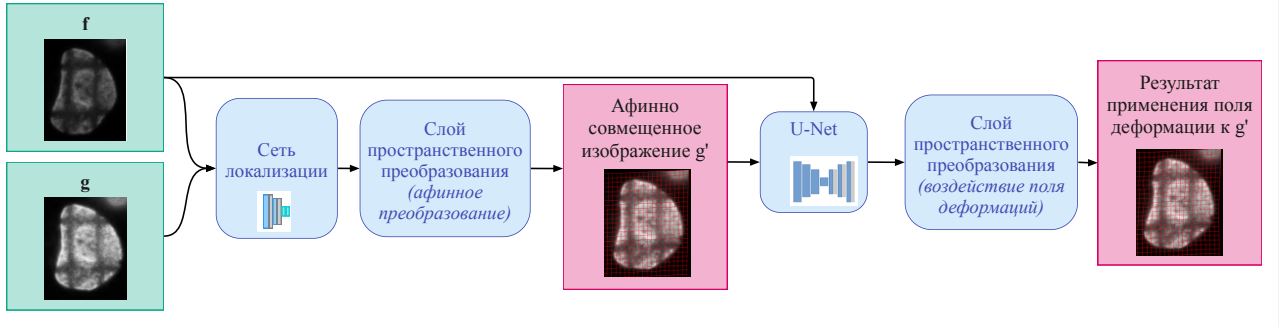 f
g
Сеть
локализации
Слой
пространственного
преобразования
(афинное
преобразование)
Афинно
совмещенное
изображение g'
U-Net
Слой
пространственного
преобразования
(воздействие поля
деформаций)
Результат
применения поля
деформации к g'